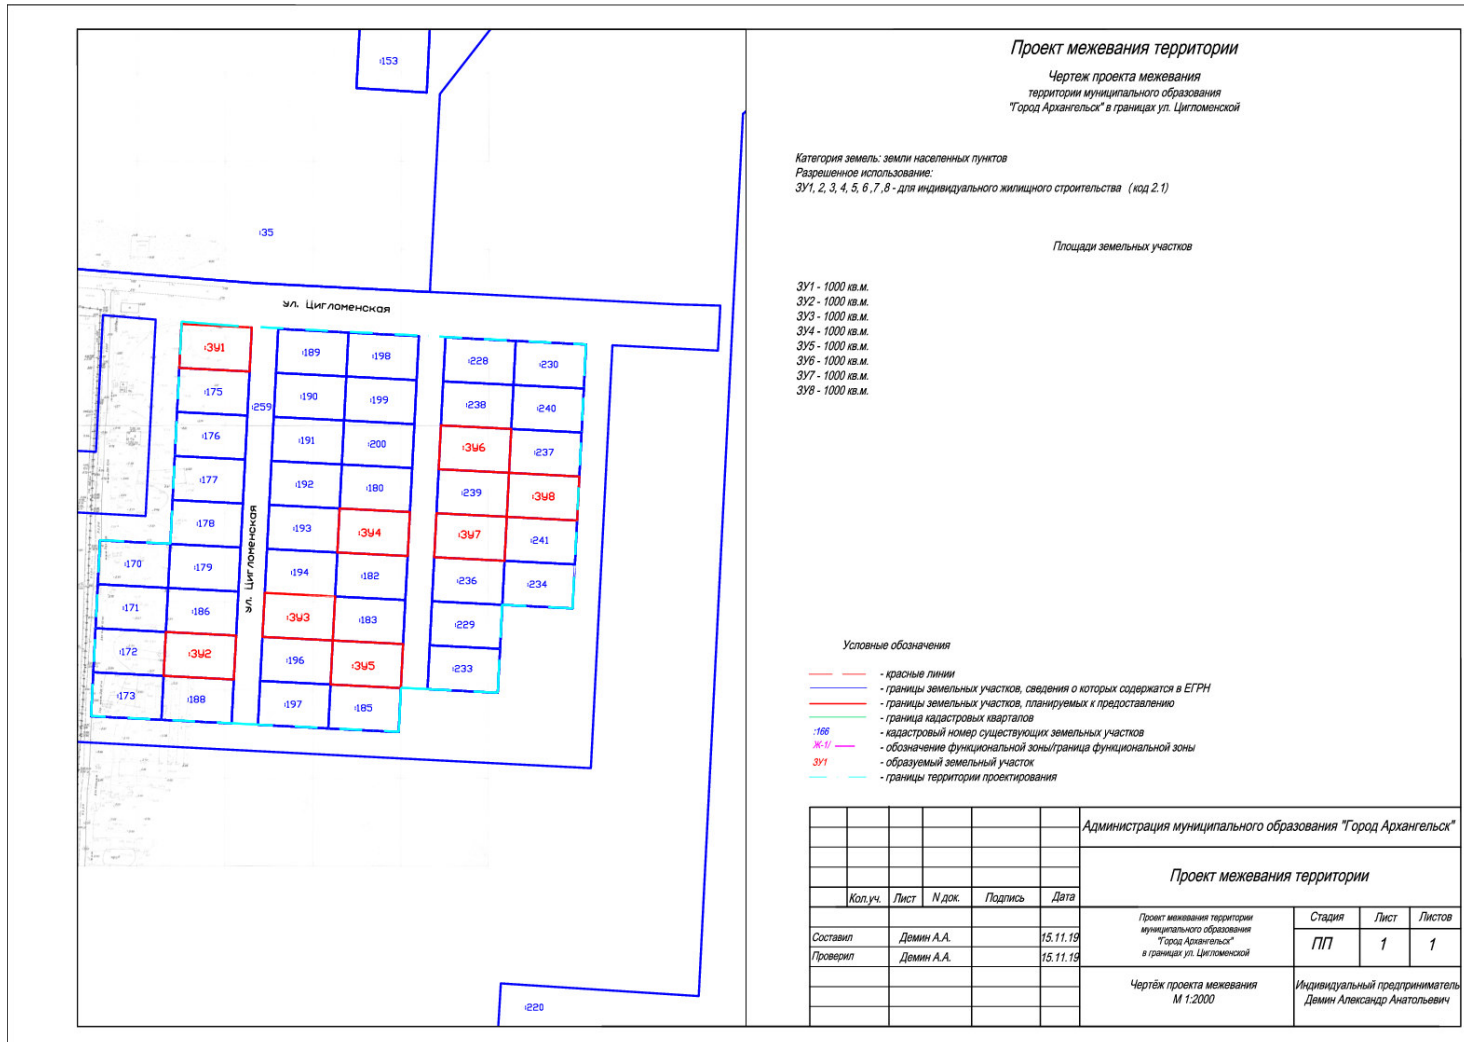 :153
:35
ул. Цигломенская
:ЗУ1
:189
:198
:228
:230
:175
:259
:190
:199
:238
:240
:176
:191
:200
:ЗУ6
:237
:177
:192
:180
:239
:ЗУ8
:178
:193
:ЗУ4
:ЗУ7
:241
ул. Цигломенская
:170
:179
:194
:182
:236
:234
:171
:186
:ЗУ3
:183
:229
:172
:ЗУ2
:196
:ЗУ5
:233
:173
:188
:197
:185
:220
Проект межевания территории
Чертеж проекта межевания
территории муниципального образования
"Город Архангельск" в границах ул. Цигломенской
Категория земель: земли населенных пунктов
Разрешенное использование:
ЗУ1, 2, 3, 4, 5, 6 ,7 ,8 - для индивидуального жилищного строительства (код 2.1)
Площади земельных участков
ЗУ1 - 1000 кв.м.
ЗУ2 - 1000 кв.м.
ЗУ3 - 1000 кв.м.
ЗУ4 - 1000 кв.м.
ЗУ5 - 1000 кв.м.
ЗУ6 - 1000 кв.м.
ЗУ7 - 1000 кв.м.
ЗУ8 - 1000 кв.м.
Условные обозначения
- красные линии
- границы земельных участков, сведения о которых содержатся в ЕГРН
- границы земельных участков, планируемых к предоставлению
- граница кадастровых кварталов
:166 - кадастровый номер существующих земельных участков
Ж-1/ - обозначение функциональной зоны/граница функциональной зоны
ЗУ1 - образуемый земельный участок
- границы территории проектирования
Администрация муниципального образования "Город Архангельск"
Проект межевания территории
Кол.уч. Лист N док. Подпись Дата
Проект межевания территории
муниципального образования
"Город Архангельск"
в границах ул. Цигломенской
Стадия Лист Листов
ПП 1 1
Составил Демин А.А. 15.11.19
Проверил Демин А.А. 15.11.19
Чертёж проекта межевания
М 1:2000
Индивидуальный предприниматель
Демин Александр Анатольевич